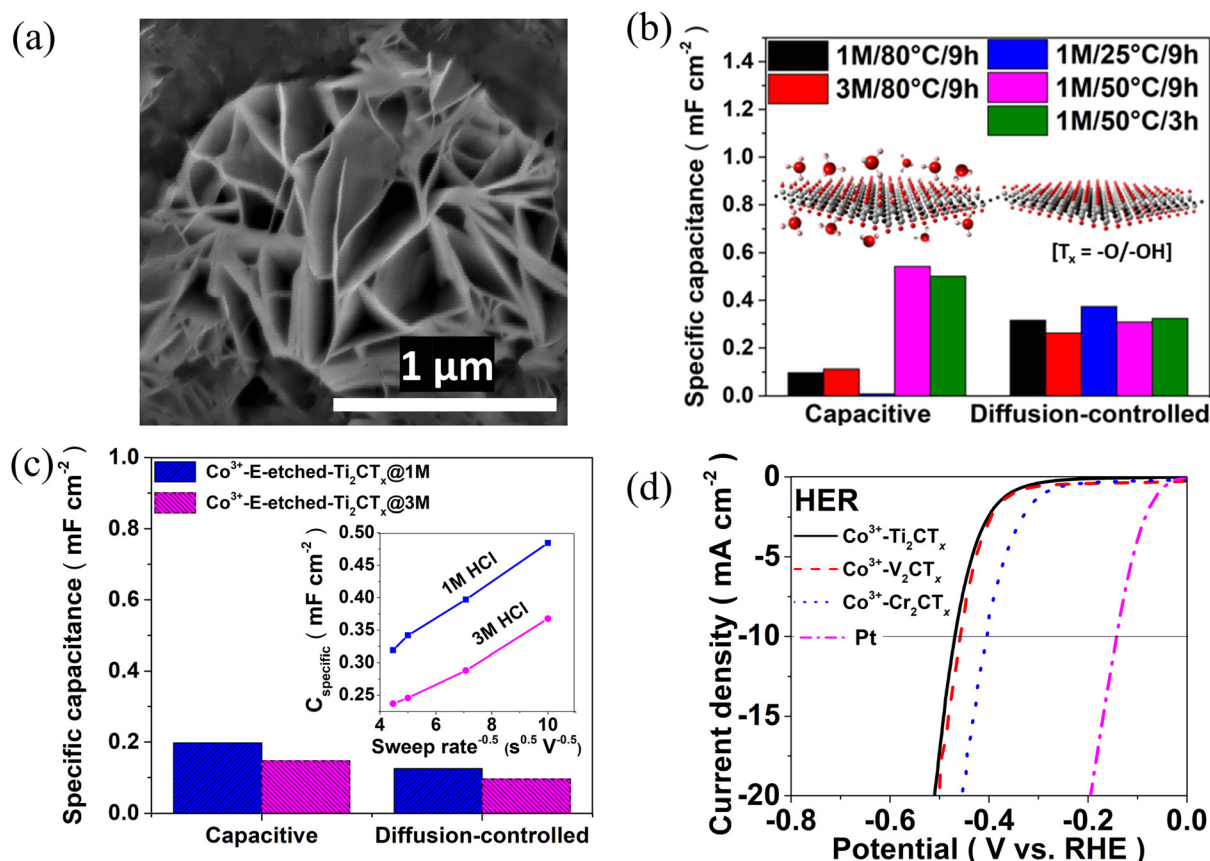 (a)
1 µm
(b)
Specific capacitance ( mF cm⁻²)
1.4
1.2
1.0
0.8
0.6
0.4
0.2
0.0
1M/80°C/9h
3M/80°C/9h
1M/25°C/9h
1M/50°C/9h
1M/50°C/3h
[Tₓ = -O/-OH]
Capacitive
Diffusion-controlled
(c)
Specific capacitance ( mF cm⁻²)
1.0
0.8
0.6
0.4
0.2
0.0
Co³⁺-E-etched-Ti₂CTₓ@1M
Co³⁺-E-etched-Ti₂CTₓ@3M
C_specific ( mF cm⁻²)
0.50
0.45
0.40
0.35
0.30
0.25
1M HCl
3M HCl
4 5 6 7 8 9 10
Sweep rate⁻⁰·⁵ (s⁰·⁵ V⁻⁰·⁵)
Capacitive
Diffusion-controlled
(d)
Current density ( mA cm⁻²)
0
-5
-10
-15
-20
HER
Co³⁺-Ti₂CTₓ
Co³⁺-V₂CTₓ
Co³⁺-Cr₂CTₓ
Pt
-0.8 -0.6 -0.4 -0.2 0.0
Potential ( V vs. RHE )